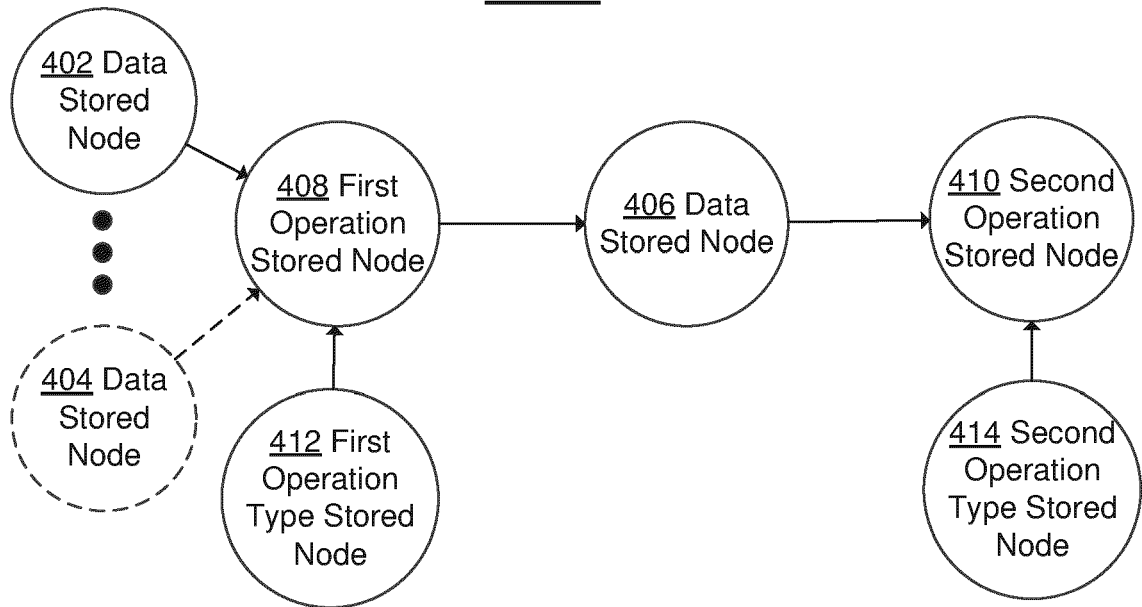 402 Data
Stored
Node
408 First
Operation
Stored Node
406 Data
Stored Node
410 Second
Operation
Stored Node
404 Data
Stored
Node
412 First
Operation
Type Stored
Node
414 Second
Operation
Type Stored
Node